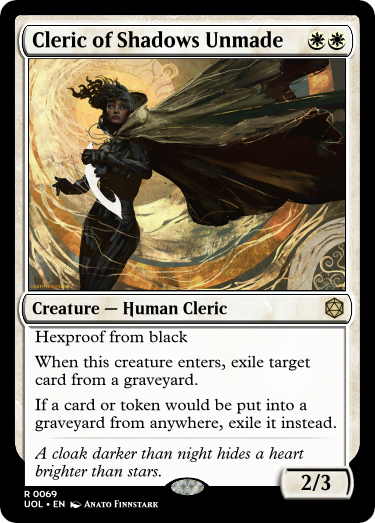 Cleric of Shadows Unmade
Creature — Human Cleric
Hexproof from black
When this creature enters, exile target
card from a graveyard.
If a card or token would be put into a
graveyard from anywhere, exile it instead.
A cloak darker than night hides a heart
brighter than stars.
2/3
R 0069
UOL • EN Anato Finnstark